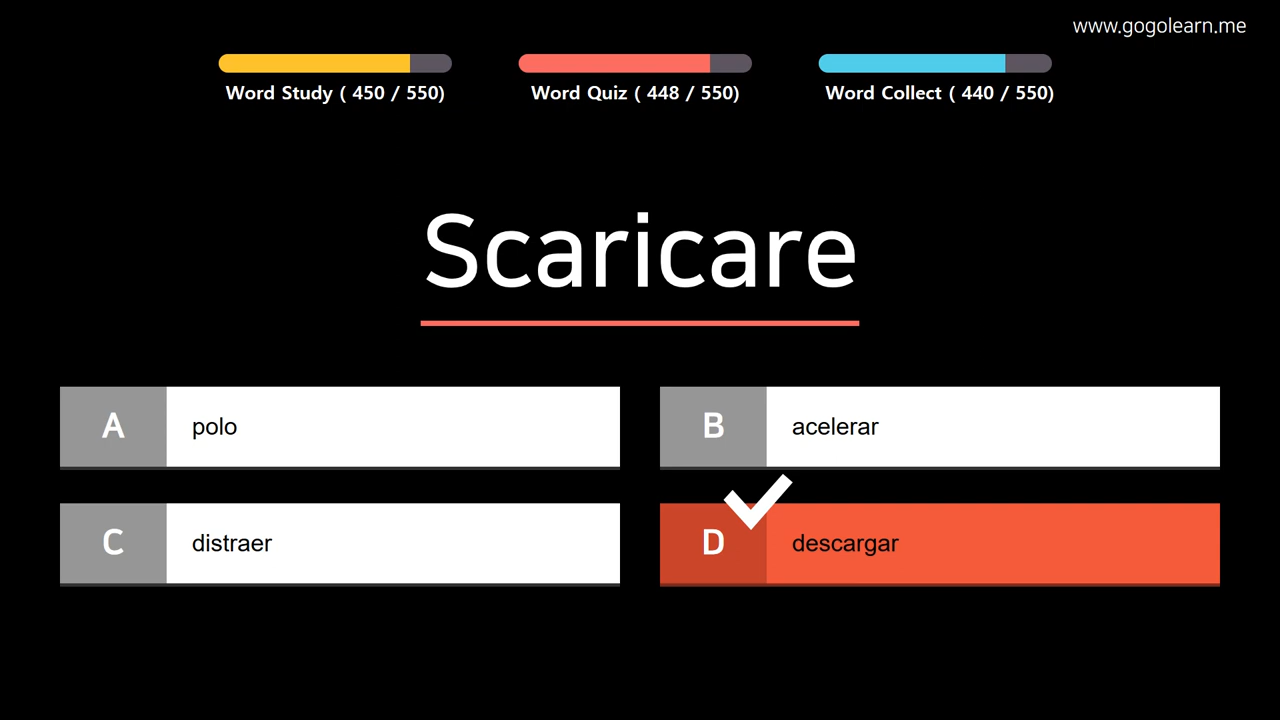 www.gogolearn.me
Word Study ( 450 / 550)
Word Quiz ( 448 / 550)
Word Collect ( 440 / 550)
Scaricare
A polo
B acelerar
C distraer
D descargar